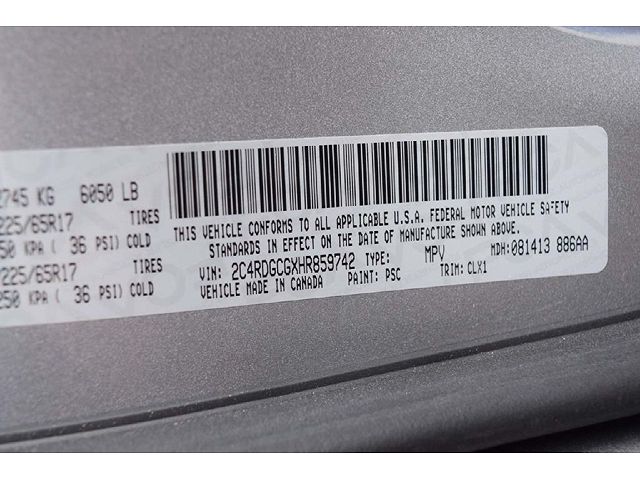 2745 KG 6050 LB
225/65R17 TIRES
250 KPA ( 36 PSI) COLD
225/65R17 TIRES
250 KPA ( 36 PSI) COLD
THIS VEHICLE CONFORMS TO ALL APPLICABLE U.S.A. FEDERAL MOTOR VEHICLE SAFETY
STANDARDS IN EFFECT ON THE DATE OF MANUFACTURE SHOWN ABOVE.
VIN: 2C4RDGCGXHR859742 TYPE: MPV MDH: 081413 886AA
VEHICLE MADE IN CANADA PAINT: PSC TRIM: CLX1